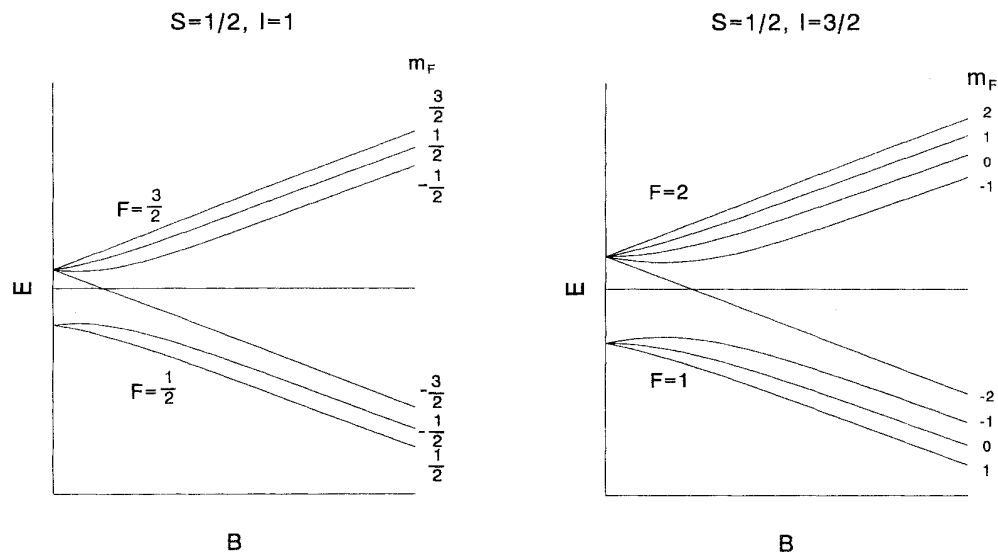 S=1/2, I=1
m_F
3/2
1/2
-1/2
F=3/2
E
F=1/2
-3/2
-1/2
1/2
B
S=1/2, I=3/2
m_F
2
1
0
-1
F=2
E
F=1
-2
-1
0
1
B